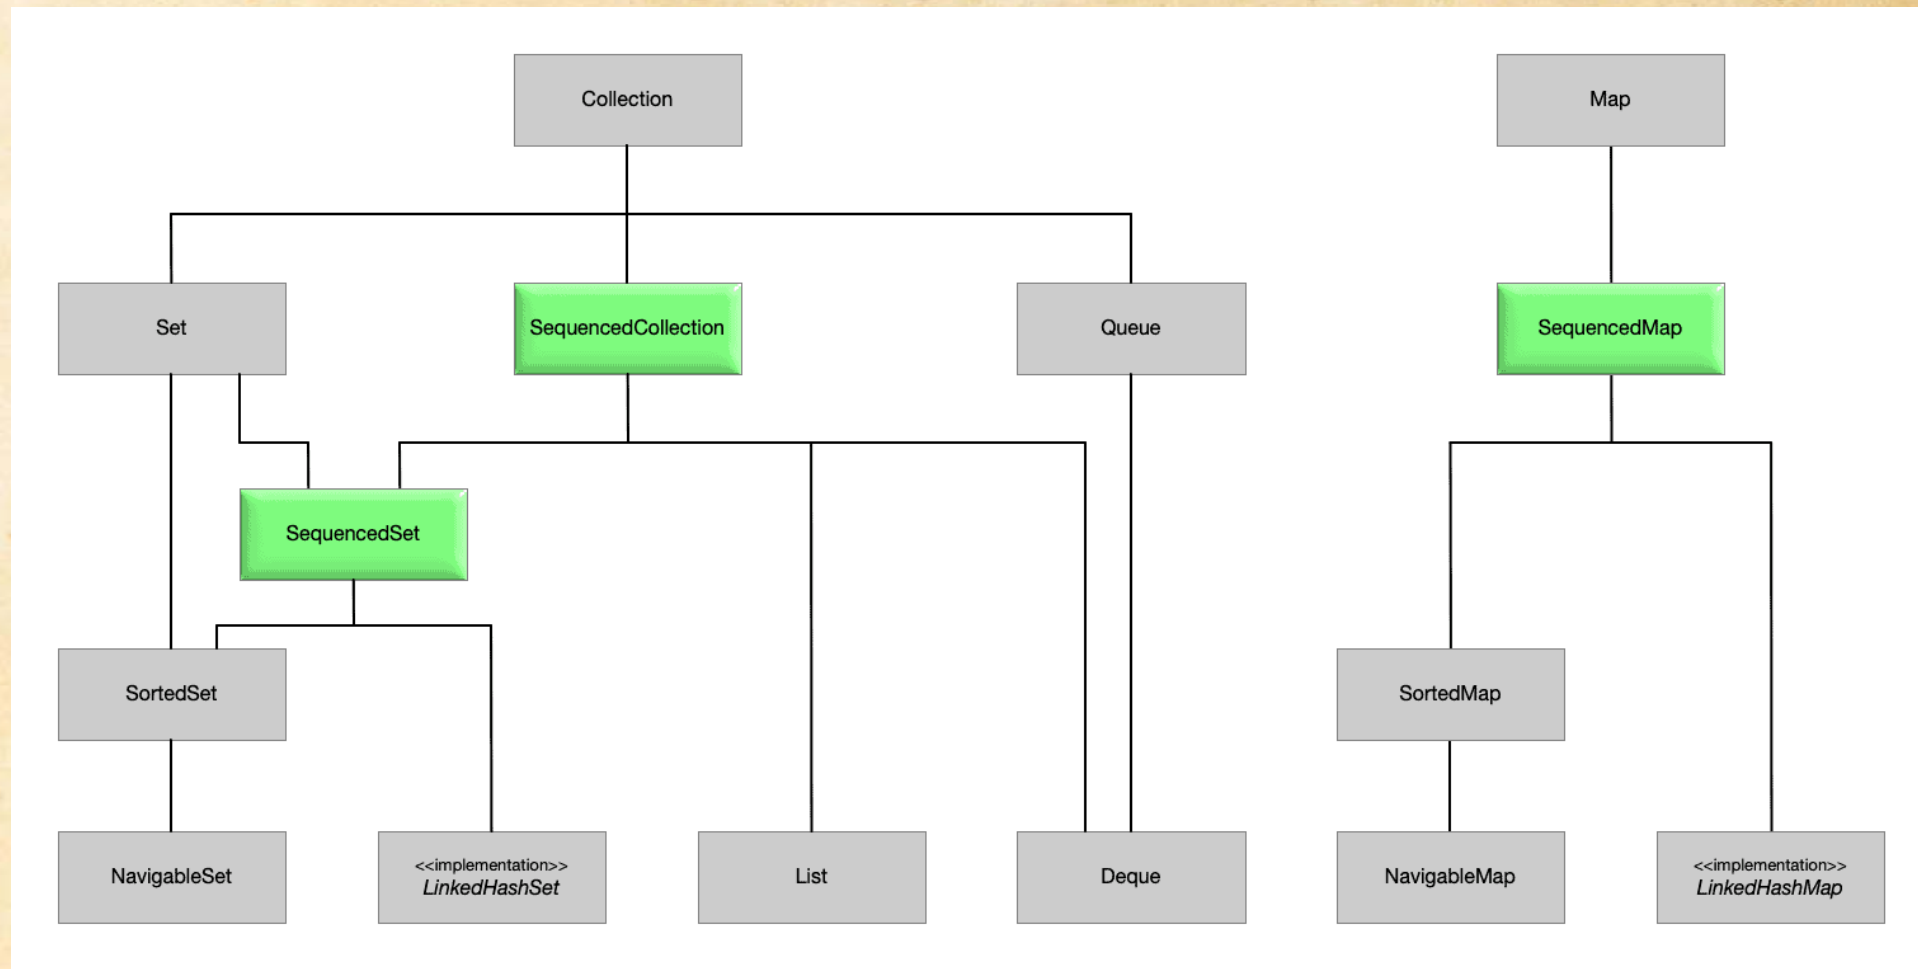 Collection
Map
Set
SequencedCollection
Queue
SequencedMap
SequencedSet
SortedSet
SortedMap
NavigableSet
<<implementation>>
LinkedHashSet
List
Deque
NavigableMap
<<implementation>>
LinkedHashMap